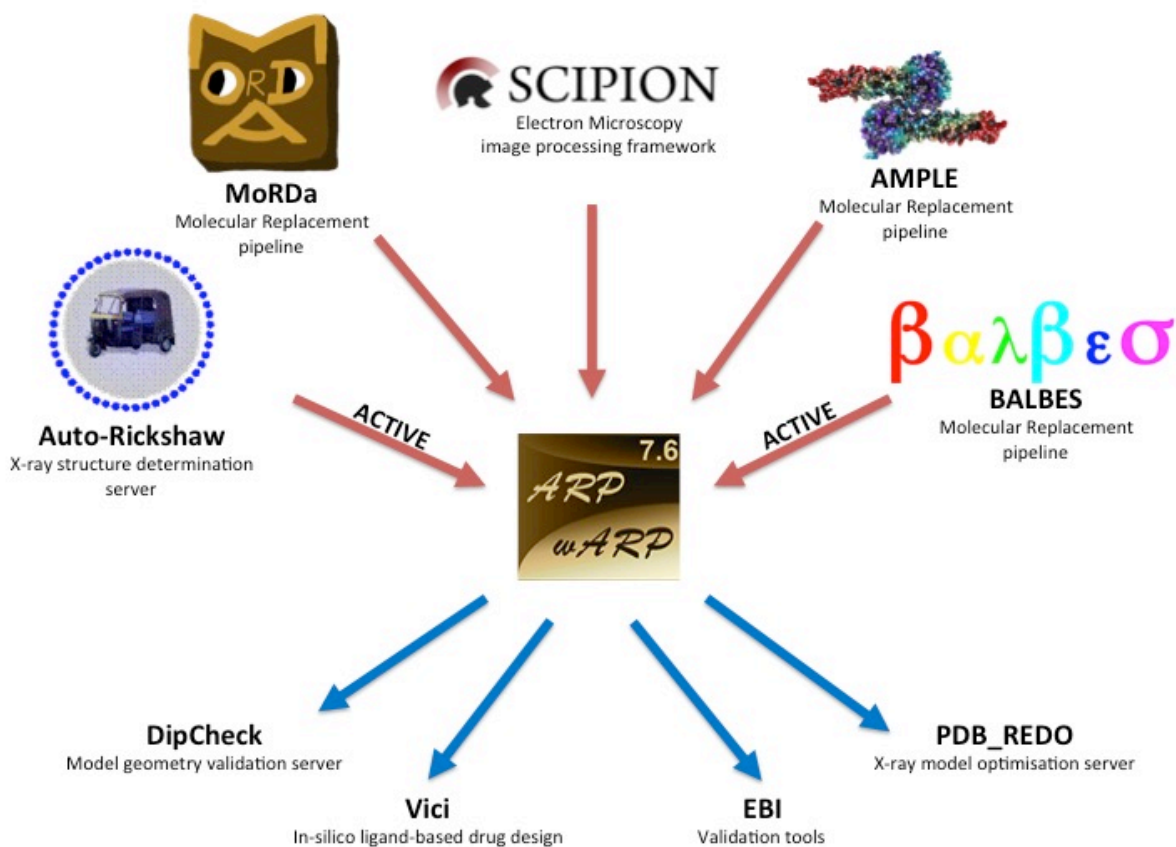 ORD
A
MoRDa
Molecular Replacement
pipeline
SCIPION
Electron Microscopy
image processing framework
AMPLE
Molecular Replacement
pipeline
Auto-Rickshaw
X-ray structure determination
server
ACTIVE
βαλβεσ
BALBES
Molecular Replacement
pipeline
ACTIVE
7.6
ARP
wARP
DipCheck
Model geometry validation server
Vici
In-silico ligand-based drug design
EBI
Validation tools
PDB_REDO
X-ray model optimisation server